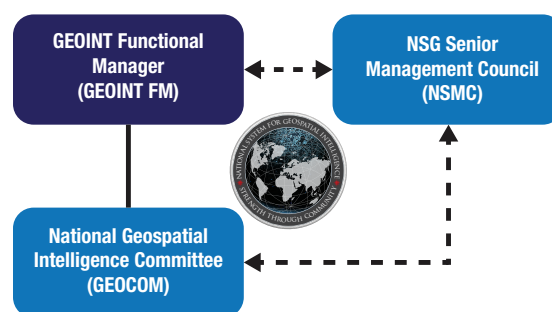 GEOINT Functional
Manager
(GEOINT FM)
NSG Senior
Management Council
(NSMC)
NATIONAL SYSTEM FOR GEOSPATIAL INTELLIGENCE
STRENGTH THROUGH COMMUNITY
National Geospatial
Intelligence Committee
(GEOCOM)